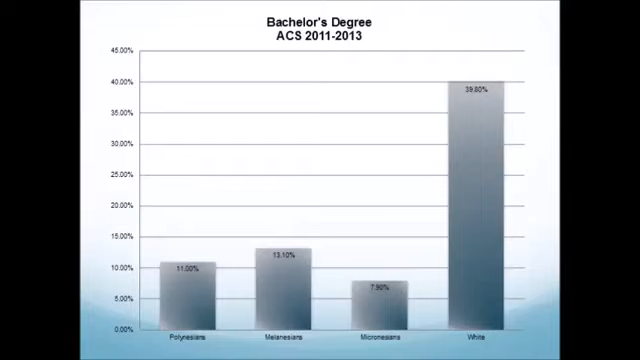 Bachelor's Degree
ACS 2011-2013
45.00%
40.00%
35.00%
30.00%
25.00%
20.00%
15.00%
10.00%
5.00%
0.00%
11.00%
13.10%
7.90%
39.80%
Polynesians
Melanesians
Micronesians
White